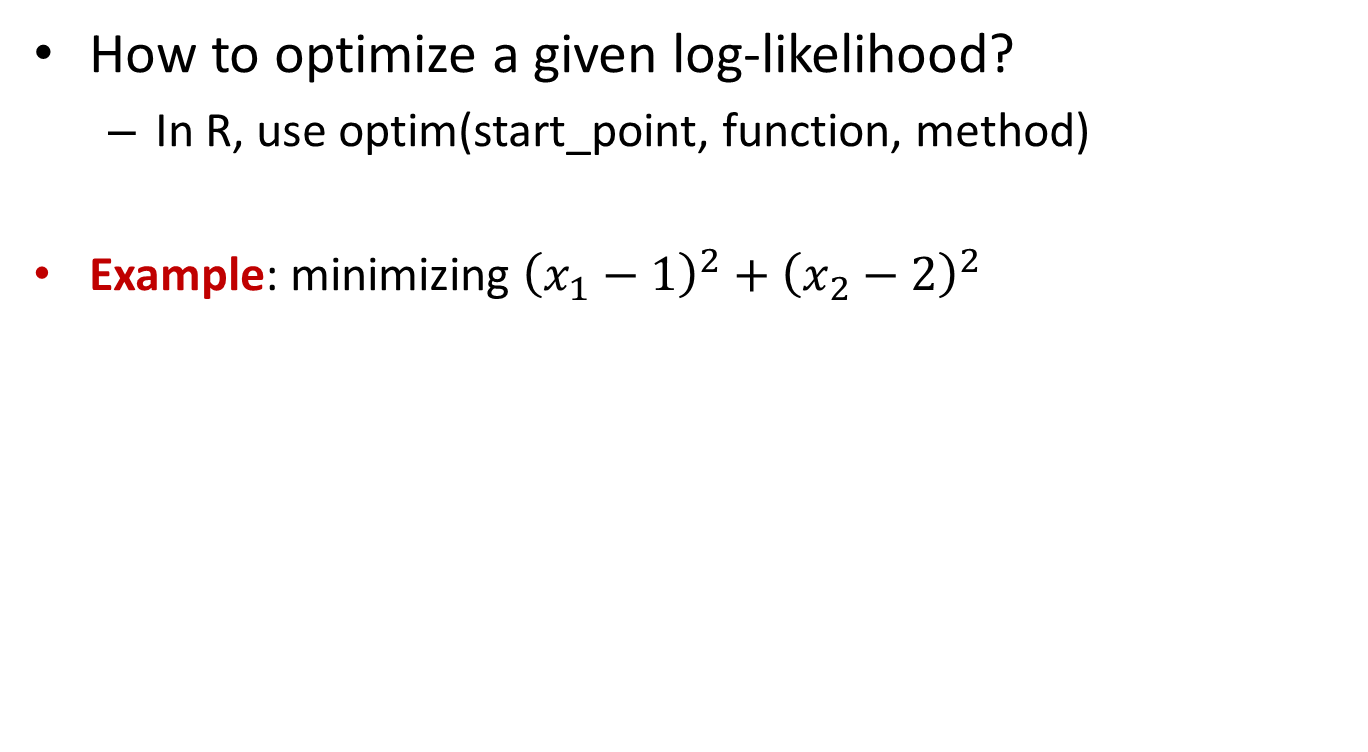 • How to optimize a given log-likelihood?
– In R, use optim(start_point, function, method)
• Example: minimizing (𝑥₁ − 1)² + (𝑥₂ − 2)²